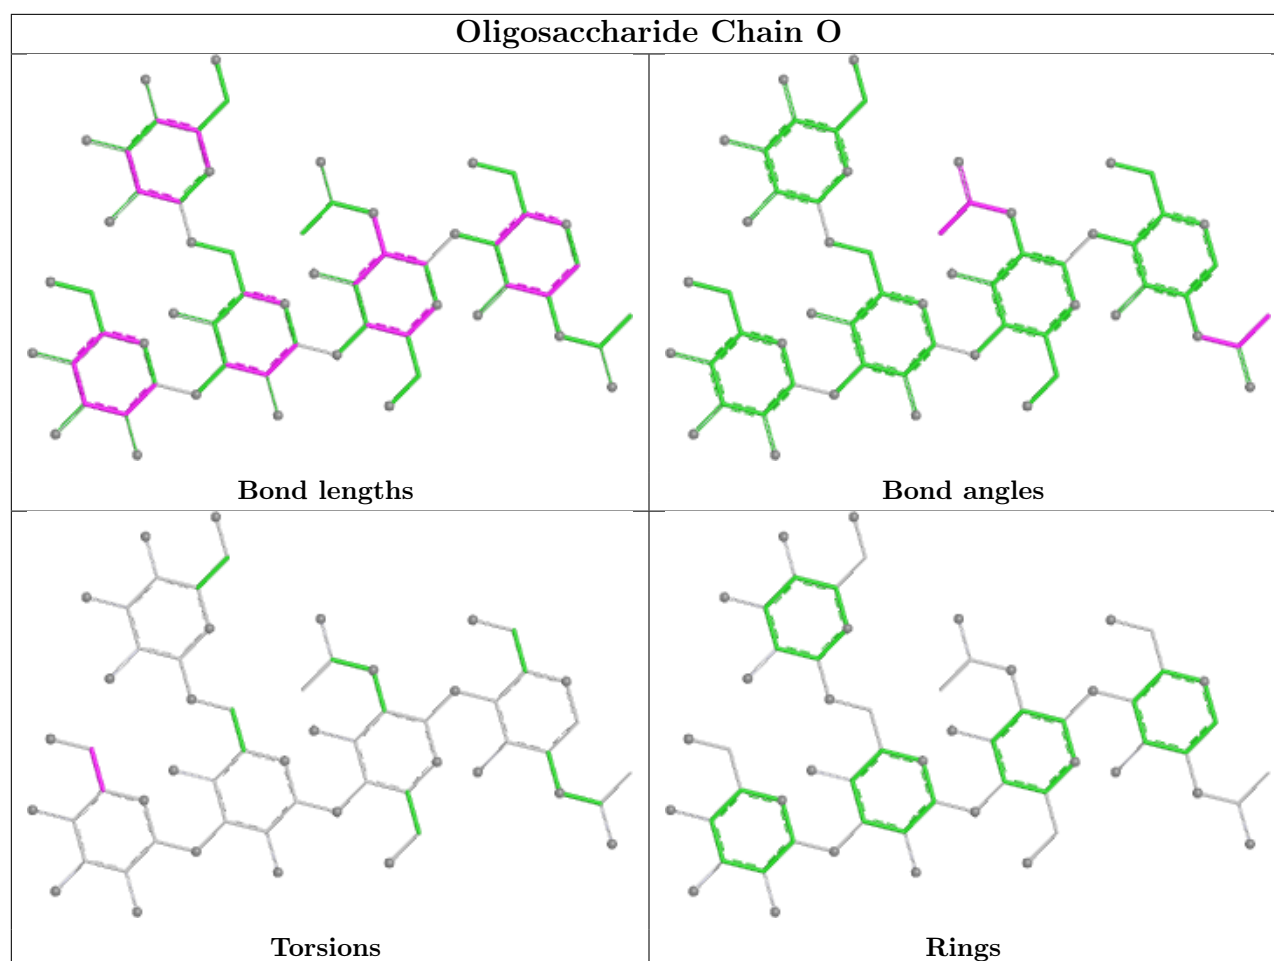 Oligosaccharide Chain O
Bond lengths
Bond angles
Torsions
Rings